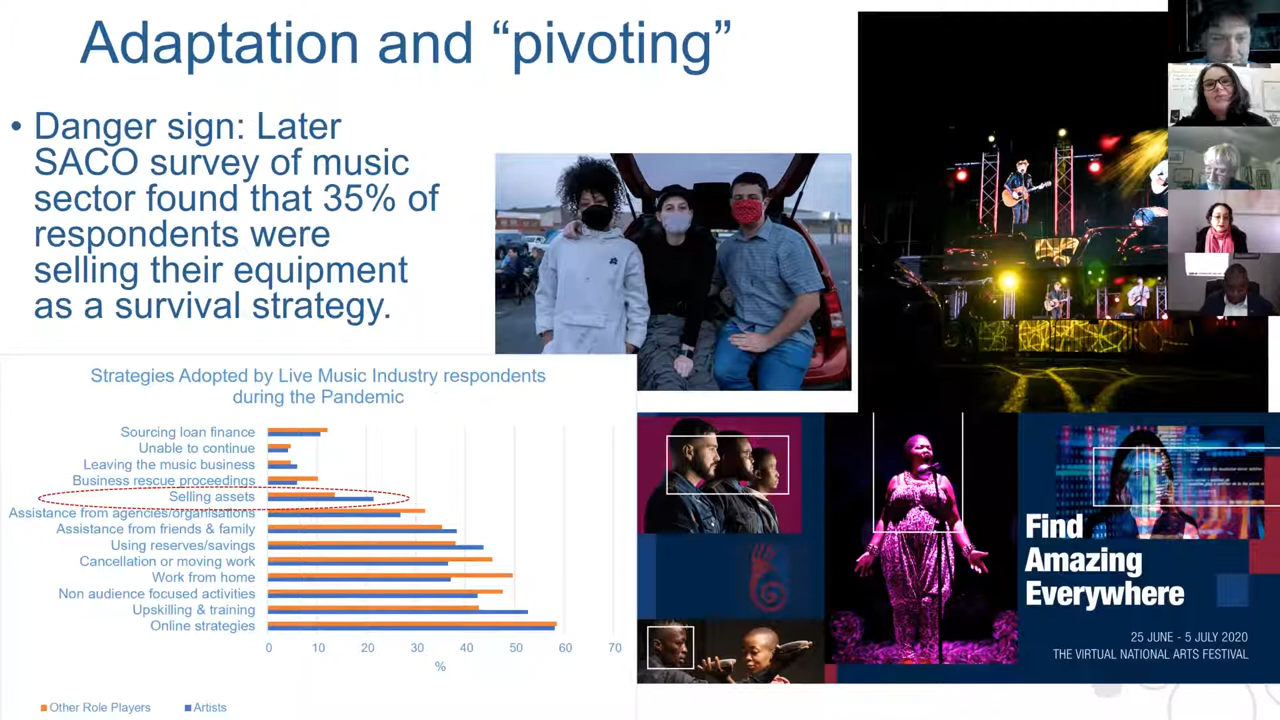 Adaptation and “pivoting”
• Danger sign: Later
SACO survey of music
sector found that 35% of
respondents were
selling their equipment
as a survival strategy.
Strategies Adopted by Live Music Industry respondents
during the Pandemic
Sourcing loan finance
Unable to continue
Leaving the music business
Business rescue proceedings
Selling assets
Assistance from agencies/organisations
Assistance from friends & family
Using reserves/savings
Cancellation or moving work
Work from home
Non audience focused activities
Upskilling & training
Online strategies
0 10 20 30 40 50 60 70
%
Other Role Players Artists
Find
Amazing
Everywhere
25 JUNE - 5 JULY 2020
THE VIRTUAL NATIONAL ARTS FESTIVAL